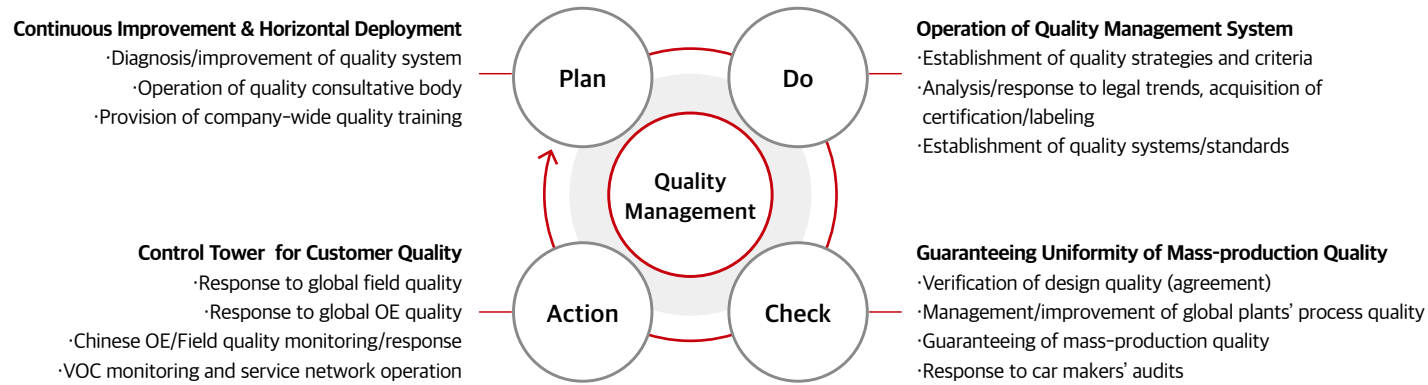 Continuous Improvement & Horizontal Deployment
·Diagnosis/improvement of quality system
·Operation of quality consultative body
·Provision of company-wide quality training
Plan
Do
Operation of Quality Management System
·Establishment of quality strategies and criteria
·Analysis/response to legal trends, acquisition of
certification/labeling
·Establishment of quality systems/standards
Quality
Management
Control Tower for Customer Quality
·Response to global field quality
·Response to global OE quality
·Chinese OE/Field quality monitoring/response
·VOC monitoring and service network operation
Action
Check
Guaranteeing Uniformity of Mass-production Quality
·Verification of design quality (agreement)
·Management/improvement of global plants' process quality
·Guaranteeing of mass-production quality
·Response to car makers' audits